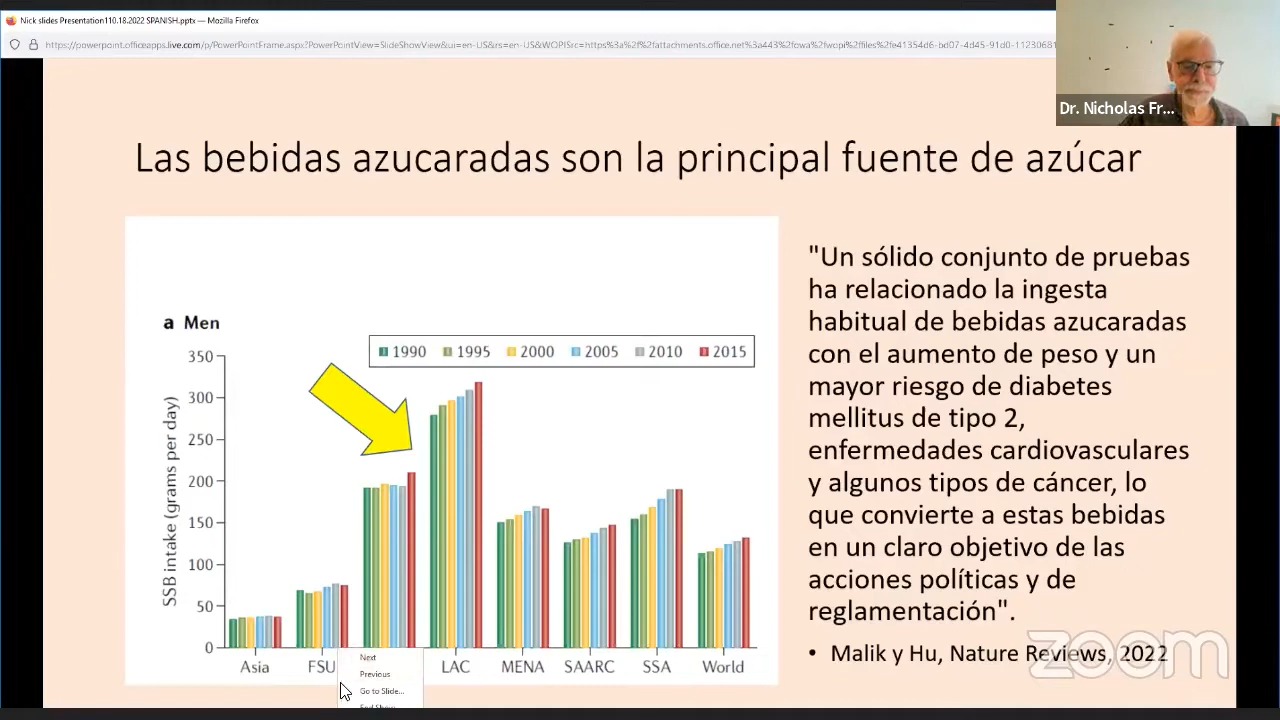 Nick slides Presentation110.18.2022 SPANISH.pptx — Mozilla Firefox
https://powerpoint.officeapps.live.com/p/PowerPointFrame.aspx?PowerPointView=SlideShowView&ui=en-US&rs=en-US&WOPISrc=https%3a%2f%2fattachments.office.net%3a443%2fowa%2fwopi%2ffiles%2fe41354d6-bd07-4d45-91d0-11230681
Dr. Nicholas Fr...
Las bebidas azucaradas son la principal fuente de azúcar
a Men
1990 1995 2000 2005 2010 2015
SSB intake (grams per day)
350
300
250
200
150
100
50
0
Asia FSU LAC MENA SAARC SSA World
Next
Previous
Go to Slide...
End Show
"Un sólido conjunto de pruebas
ha relacionado la ingesta
habitual de bebidas azucaradas
con el aumento de peso y un
mayor riesgo de diabetes
mellitus de tipo 2,
enfermedades cardiovasculares
y algunos tipos de cáncer, lo
que convierte a estas bebidas
en un claro objetivo de las
acciones políticas y de
reglamentación".
• Malik y Hu, Nature Reviews, 2022
zoom